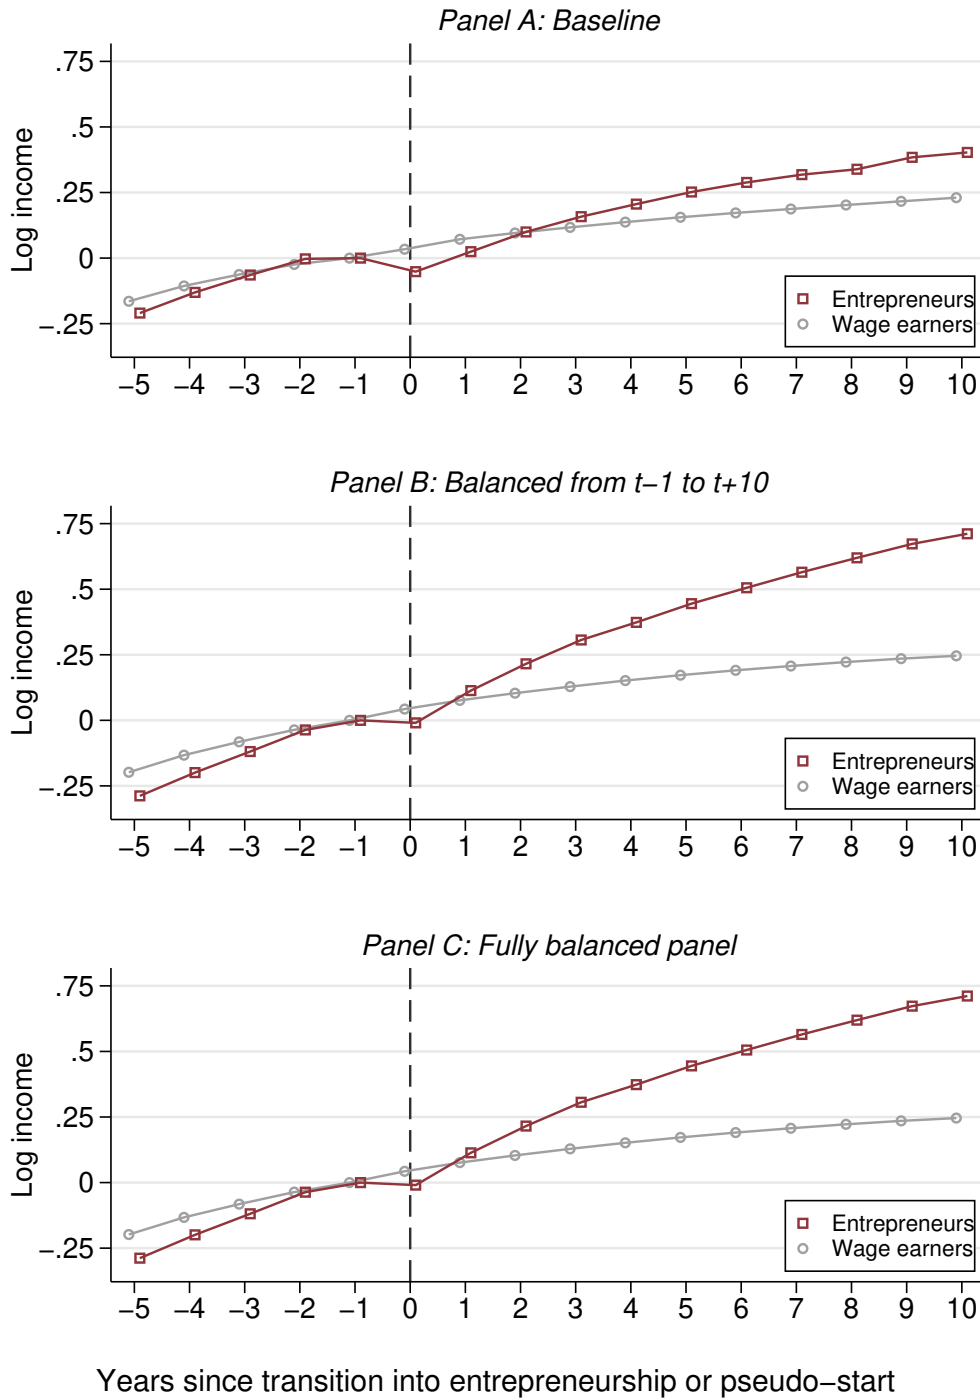 Panel A: Baseline
Log income
.75
.5
.25
0
−.25
Entrepreneurs
Wage earners
−5 −4 −3 −2 −1 0 1 2 3 4 5 6 7 8 9 10
Panel B: Balanced from t−1 to t+10
Log income
.75
.5
.25
0
−.25
Entrepreneurs
Wage earners
−5 −4 −3 −2 −1 0 1 2 3 4 5 6 7 8 9 10
Panel C: Fully balanced panel
Log income
.75
.5
.25
0
−.25
Entrepreneurs
Wage earners
−5 −4 −3 −2 −1 0 1 2 3 4 5 6 7 8 9 10
Years since transition into entrepreneurship or pseudo−start